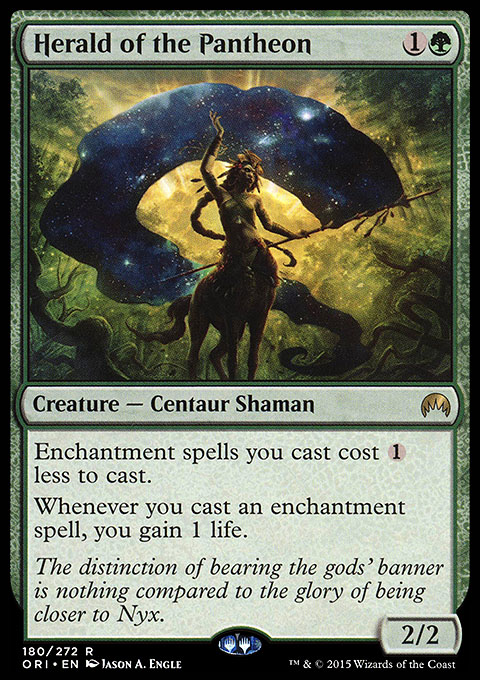 Herald of the Pantheon 1
Creature — Centaur Shaman
Enchantment spells you cast cost 1
less to cast.
Whenever you cast an enchantment
spell, you gain 1 life.
The distinction of bearing the gods' banner
is nothing compared to the glory of being
closer to Nyx.
2/2
180/272 R
ORI • EN Jason A. Engle
™ & © 2015 Wizards of the Coast